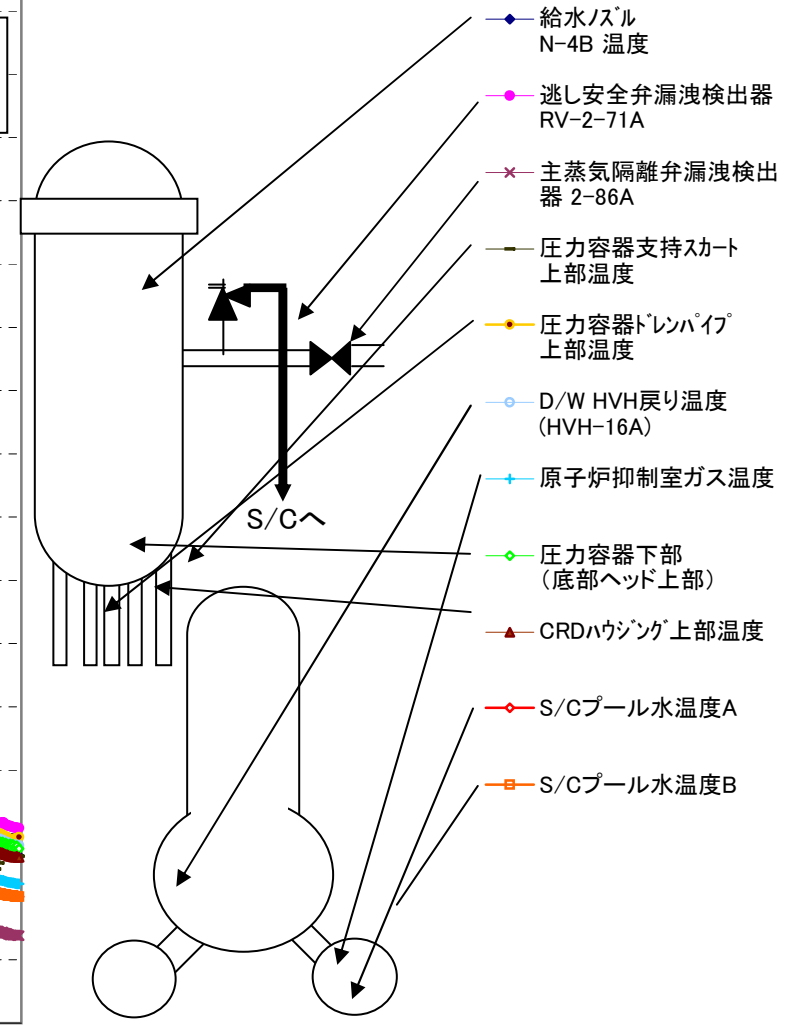 給水ノズル
N-4B 温度
逃し安全弁漏洩検出器
RV-2-71A
主蒸気隔離弁漏洩検出
器 2-86A
圧力容器支持スカート
上部温度
圧力容器ドレンパイプ
上部温度
D/W HVH戻り温度
(HVH-16A)
原子炉抑制室ガス温度
S/Cへ
圧力容器下部
（底部ヘッド上部）
CRDハウジング上部温度
S/Cプール水温度A
S/Cプール水温度B